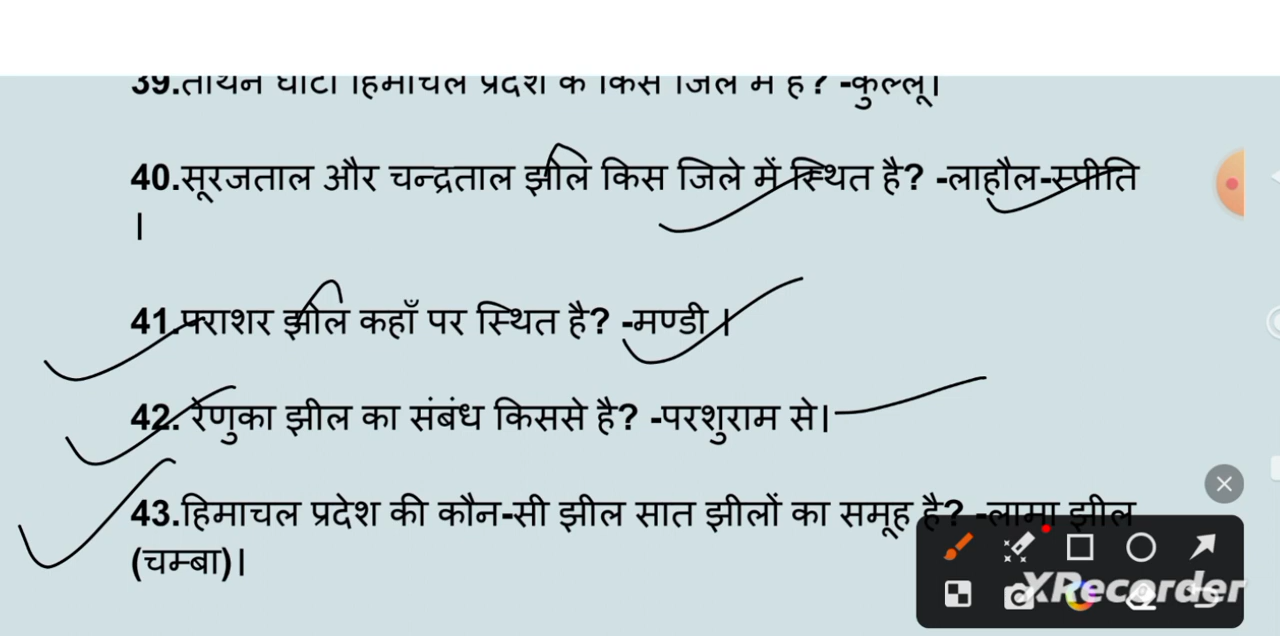 39.तीर्थन घाटी हिमाचल प्रदेश के किस जिले में है? -कुल्लू।
40.सूरजताल और चन्द्रताल झीलें किस जिले में स्थित है? -लाहौल-स्पीति
।
41.पराशर झील कहाँ पर स्थित है? -मण्डी ।
42. रेणुका झील का संबंध किससे है? -परशुराम से।
43.हिमाचल प्रदेश की कौन-सी झील सात झीलों का समूह है? -लामा झील
(चम्बा)।
XRecorder